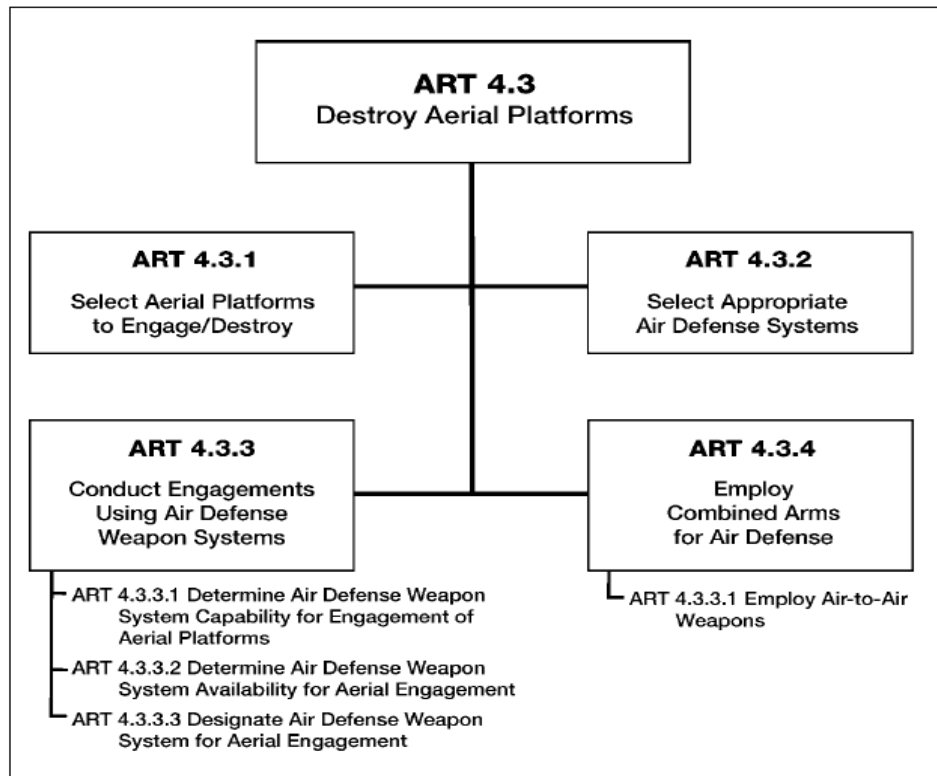 ART 4.3
Destroy Aerial Platforms
ART 4.3.1
Select Aerial Platforms
to Engage/Destroy
ART 4.3.2
Select Appropriate
Air Defense Systems
ART 4.3.3
Conduct Engagements
Using Air Defense
Weapon Systems
ART 4.3.4
Employ
Combined Arms
for Air Defense
ART 4.3.3.1 Determine Air Defense Weapon
System Capability for Engagement of
Aerial Platforms
ART 4.3.3.2 Determine Air Defense Weapon
System Availability for Aerial Engagement
ART 4.3.3.3 Designate Air Defense Weapon
System for Aerial Engagement
ART 4.3.3.1 Employ Air-to-Air
Weapons